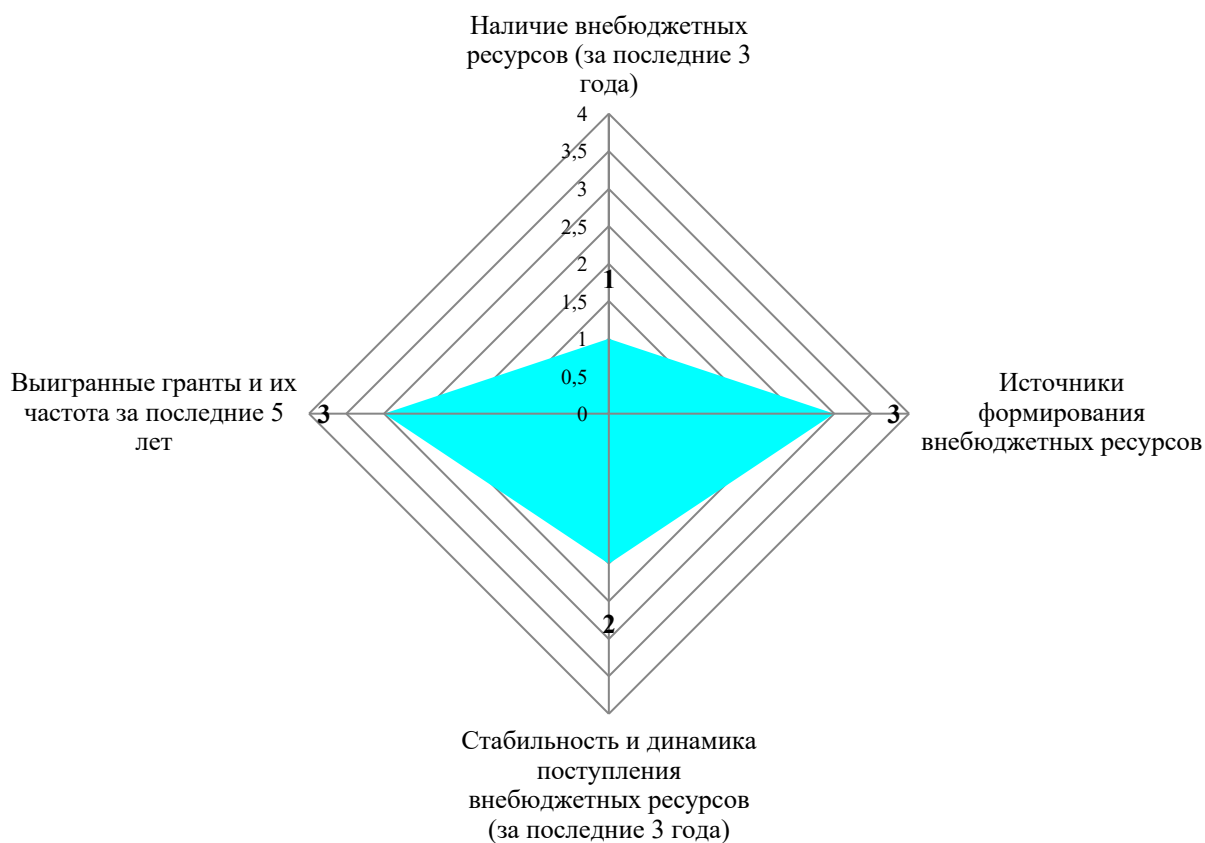 Наличие внебюджетных
ресурсов (за последние 3
года)
4
3,5
3
2,5
2
1
1,5
1
0,5
0
Выигранные гранты и их
частота за последние 5
лет
3
3
Источники
формирования
внебюджетных ресурсов
2
Стабильность и динамика
поступления
внебюджетных ресурсов
(за последние 3 года)